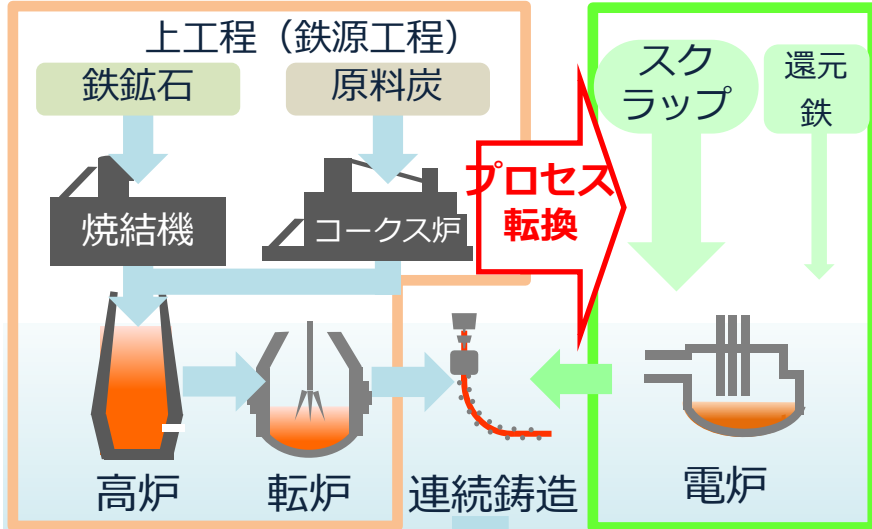 上工程（鉄源工程）
鉄鉱石
原料炭
焼結機
コークス炉
プロセス
転換
スク
ラップ
還元
鉄
高炉
転炉
連続鋳造
電炉